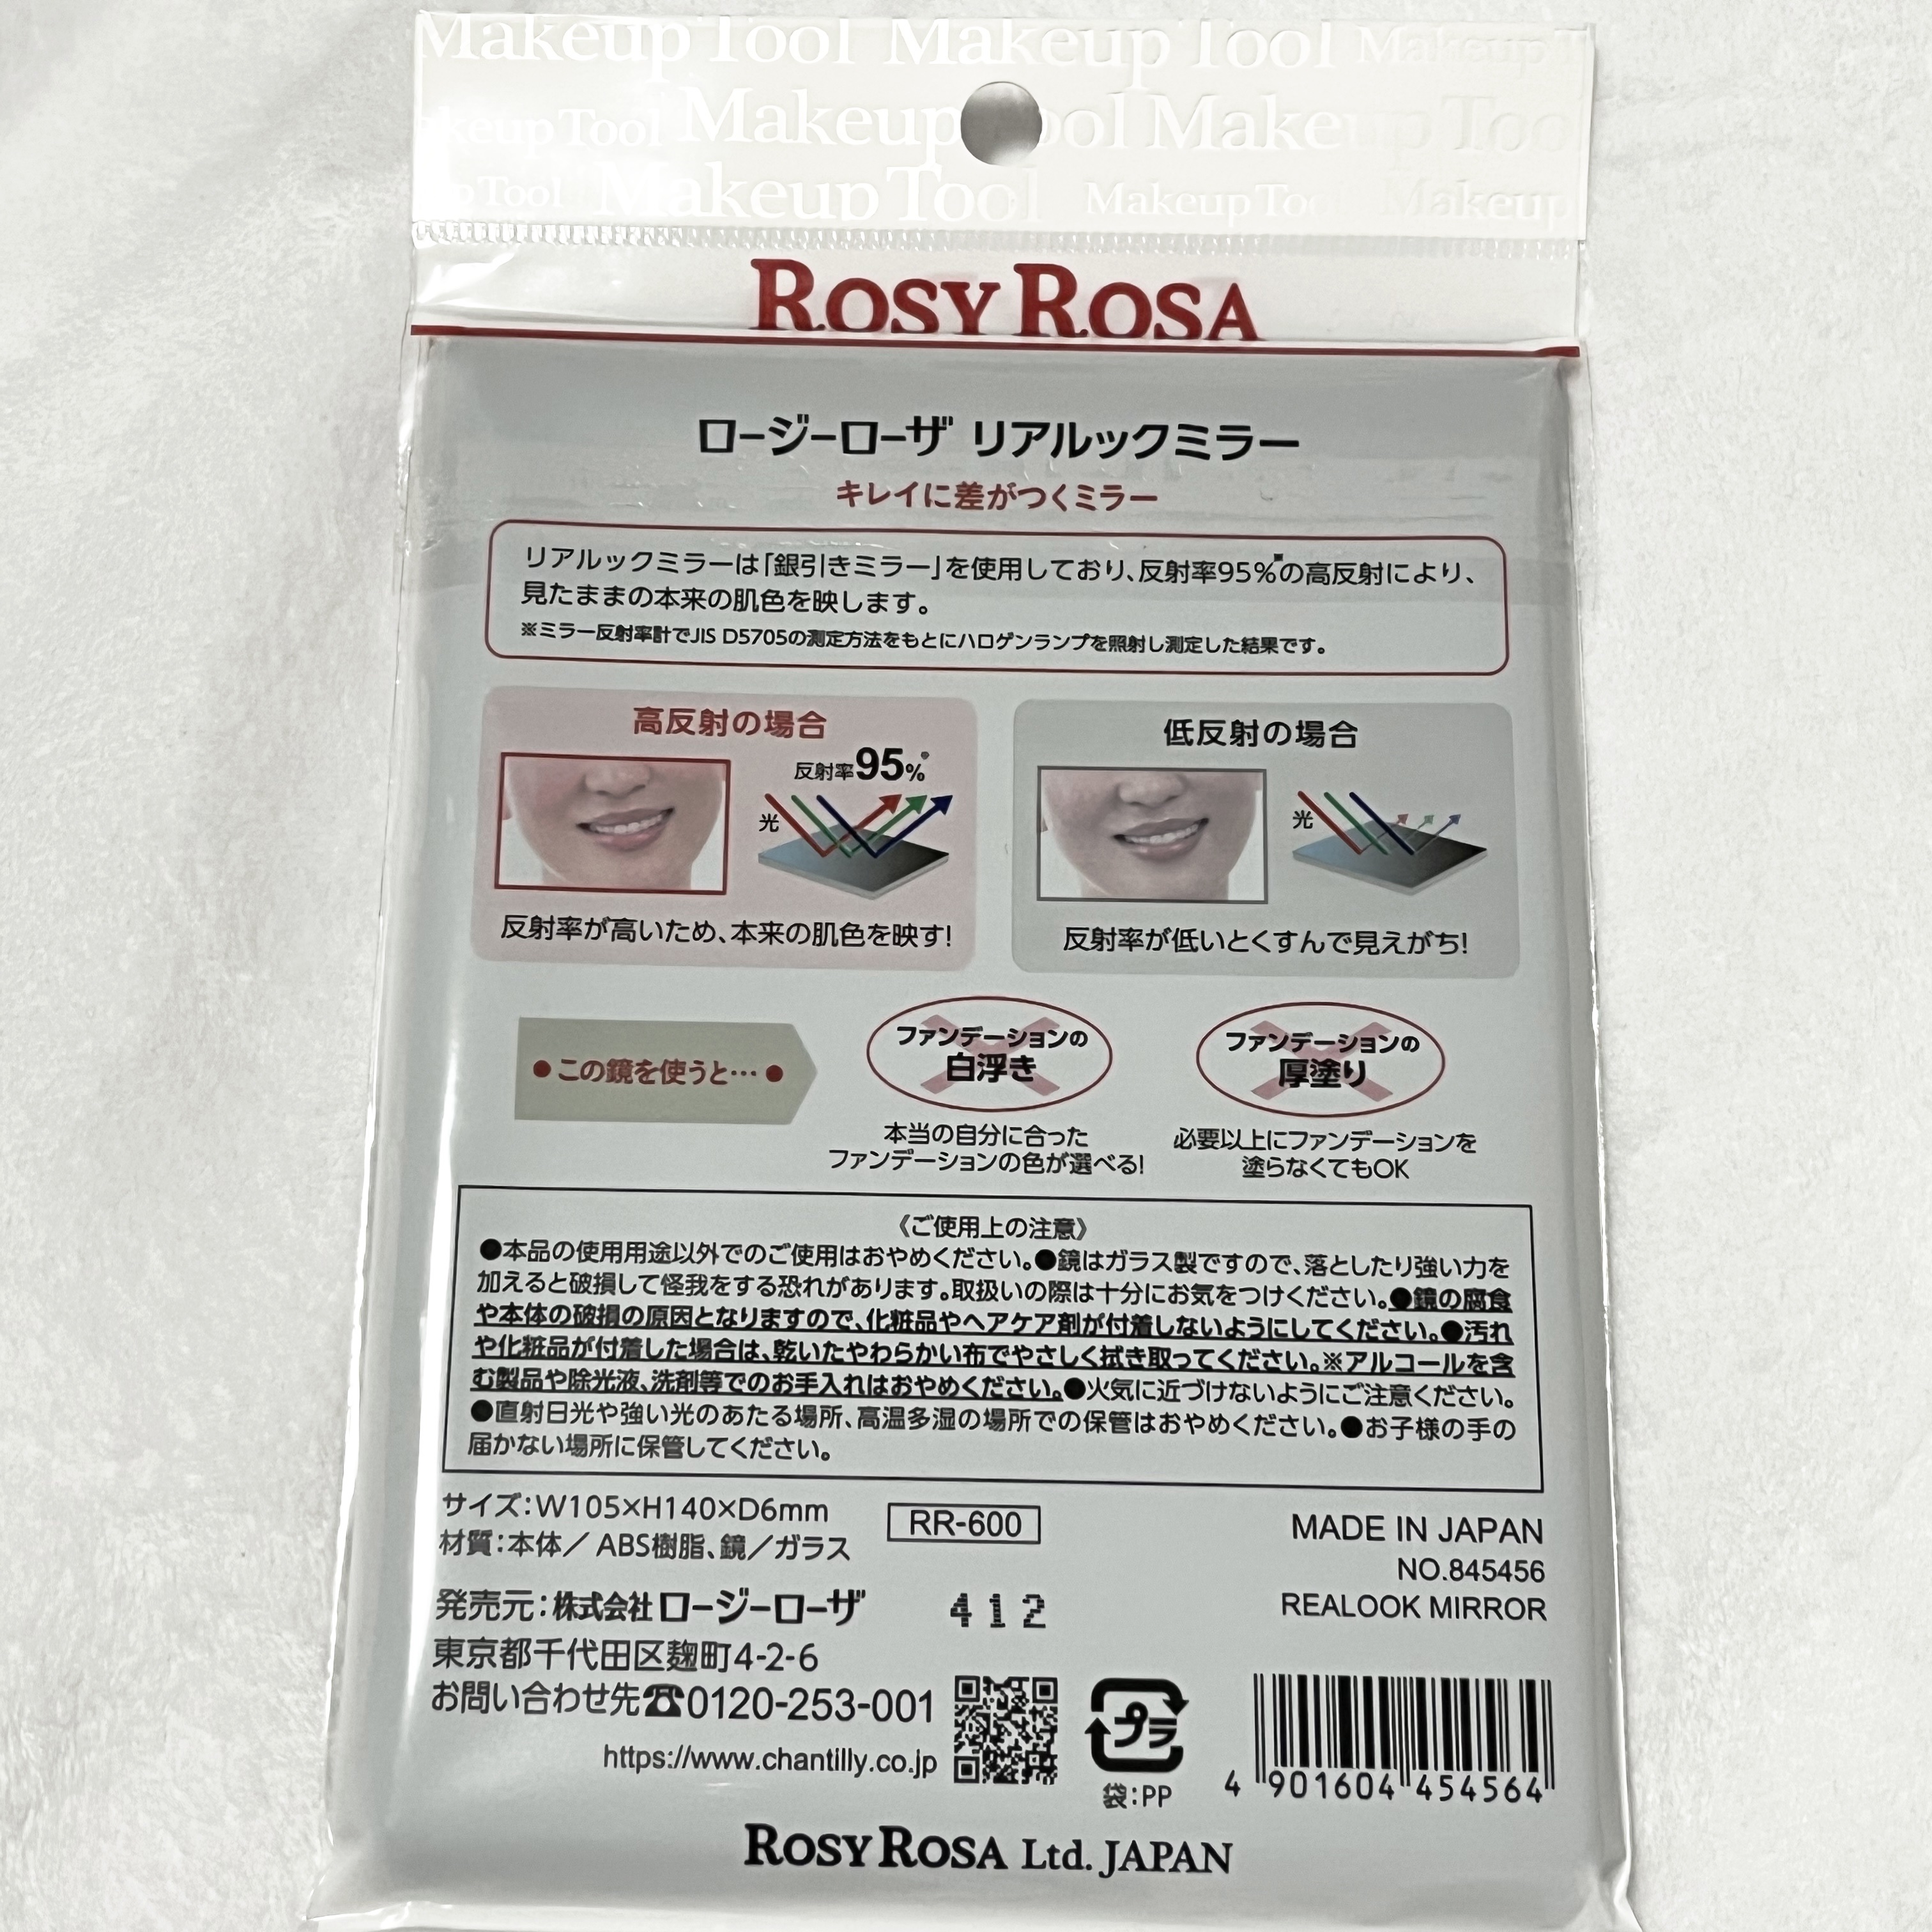 Makeup Tool Makeup Tool Makeup T
keup Tool Makeup ool Makeup Too
up Tool Makeup Tool Makeup Too Makeup
ROSY ROSA
ロージーローザ リアルックミラー
キレイに差がつくミラー
リアルックミラーは「銀引きミラー」を使用しており、反射率95%※の高反射により、
見たままの本来の肌色を映します。
※ミラー反射率計でJIS D5705の測定方法をもとにハロゲンランプを照射し測定した結果です。
高反射の場合
反射率95%※
光
反射率が高いため、本来の肌色を映す!
低反射の場合
光
反射率が低いとくすんで見えがち!
●この鏡を使うと…●
ファンデーションの
白浮き
本当の自分に合った
ファンデーションの色が選べる!
ファンデーションの
厚塗り
必要以上にファンデーションを
塗らなくてもOK
《ご使用上の注意》
●本品の使用用途以外でのご使用はおやめください。●鏡はガラス製ですので、落としたり強い力を
加えると破損して怪我をする恐れがあります。取扱いの際は十分にお気をつけください。●鏡の腐食
や本体の破損の原因となりますので、化粧品やヘアケア剤が付着しないようにしてください。●汚れ
や化粧品が付着した場合は、乾いたやわらかい布でやさしく拭き取ってください。※アルコールを含
む製品や除光液、洗剤等でのお手入れはおやめください。●火気に近づけないようにご注意ください。
●直射日光や強い光のあたる場所、高温多湿の場所での保管はおやめください。●お子様の手の
届かない場所に保管してください。
サイズ:W105×H140×D6mm
材質:本体/ABS樹脂、鏡/ガラス
RR-600
MADE IN JAPAN
NO.845456
REALOOK MIRROR
発売元:株式会社ロージーローザ
412
東京都千代田区麹町4-2-6
お問い合わせ先☎0120-253-001
https://www.chantilly.co.jp
プラ
袋:PP
4 901604 454564
ROSY ROSA Ltd. JAPAN